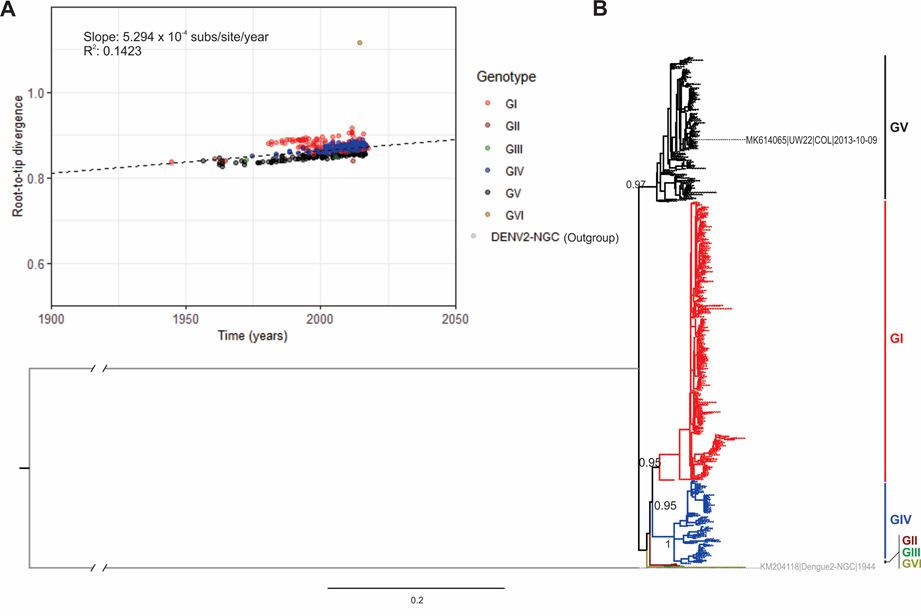 A
Slope: 5.294 x 10-4 subs/site/year
R2: 0.1423
1.0
0.8
0.6
Root-to-tip divergence
1900
1950
2000
2050
Time (years)
Genotype
GI
GII
GIII
GIV
GV
GVI
DENV2-NGC (Outgroup)
B
0.97
MK614065|UW22|COL|2013-10-09
GV
GI
0.95
0.95
1
GIV
GII
GIII
GVI
KM204118|Dengue2-NGC|1944
0.2